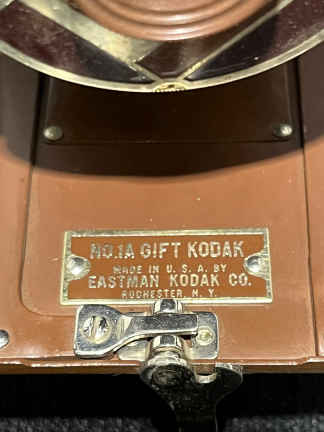 NO. 1A GIFT KODAK
MADE IN U. S. A. BY
EASTMAN KODAK CO.
ROCHESTER, N. Y.